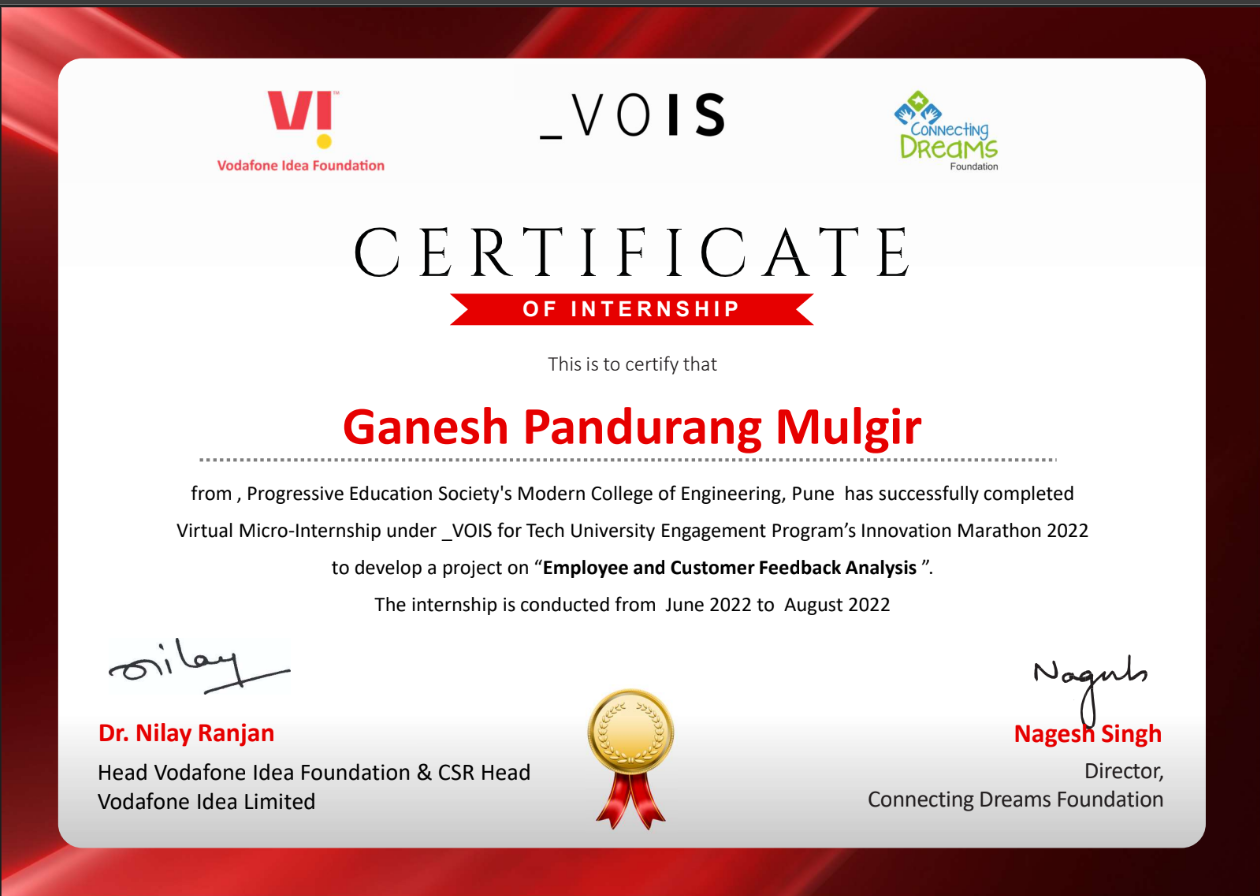 VI™
Vodafone Idea Foundation
_VOIS
Connecting
Dreams
Foundation
CERTIFICATE
OF INTERNSHIP
This is to certify that
Ganesh Pandurang Mulgir
from , Progressive Education Society's Modern College of Engineering, Pune  has successfully completed
Virtual Micro-Internship under _VOIS for Tech University Engagement Program’s Innovation Marathon 2022
to develop a project on “Employee and Customer Feedback Analysis ”.
The internship is conducted from  June 2022 to  August 2022
Nilay
Nagesh
Dr. Nilay Ranjan
Head Vodafone Idea Foundation & CSR Head
Vodafone Idea Limited
Nagesh Singh
Director,
Connecting Dreams Foundation